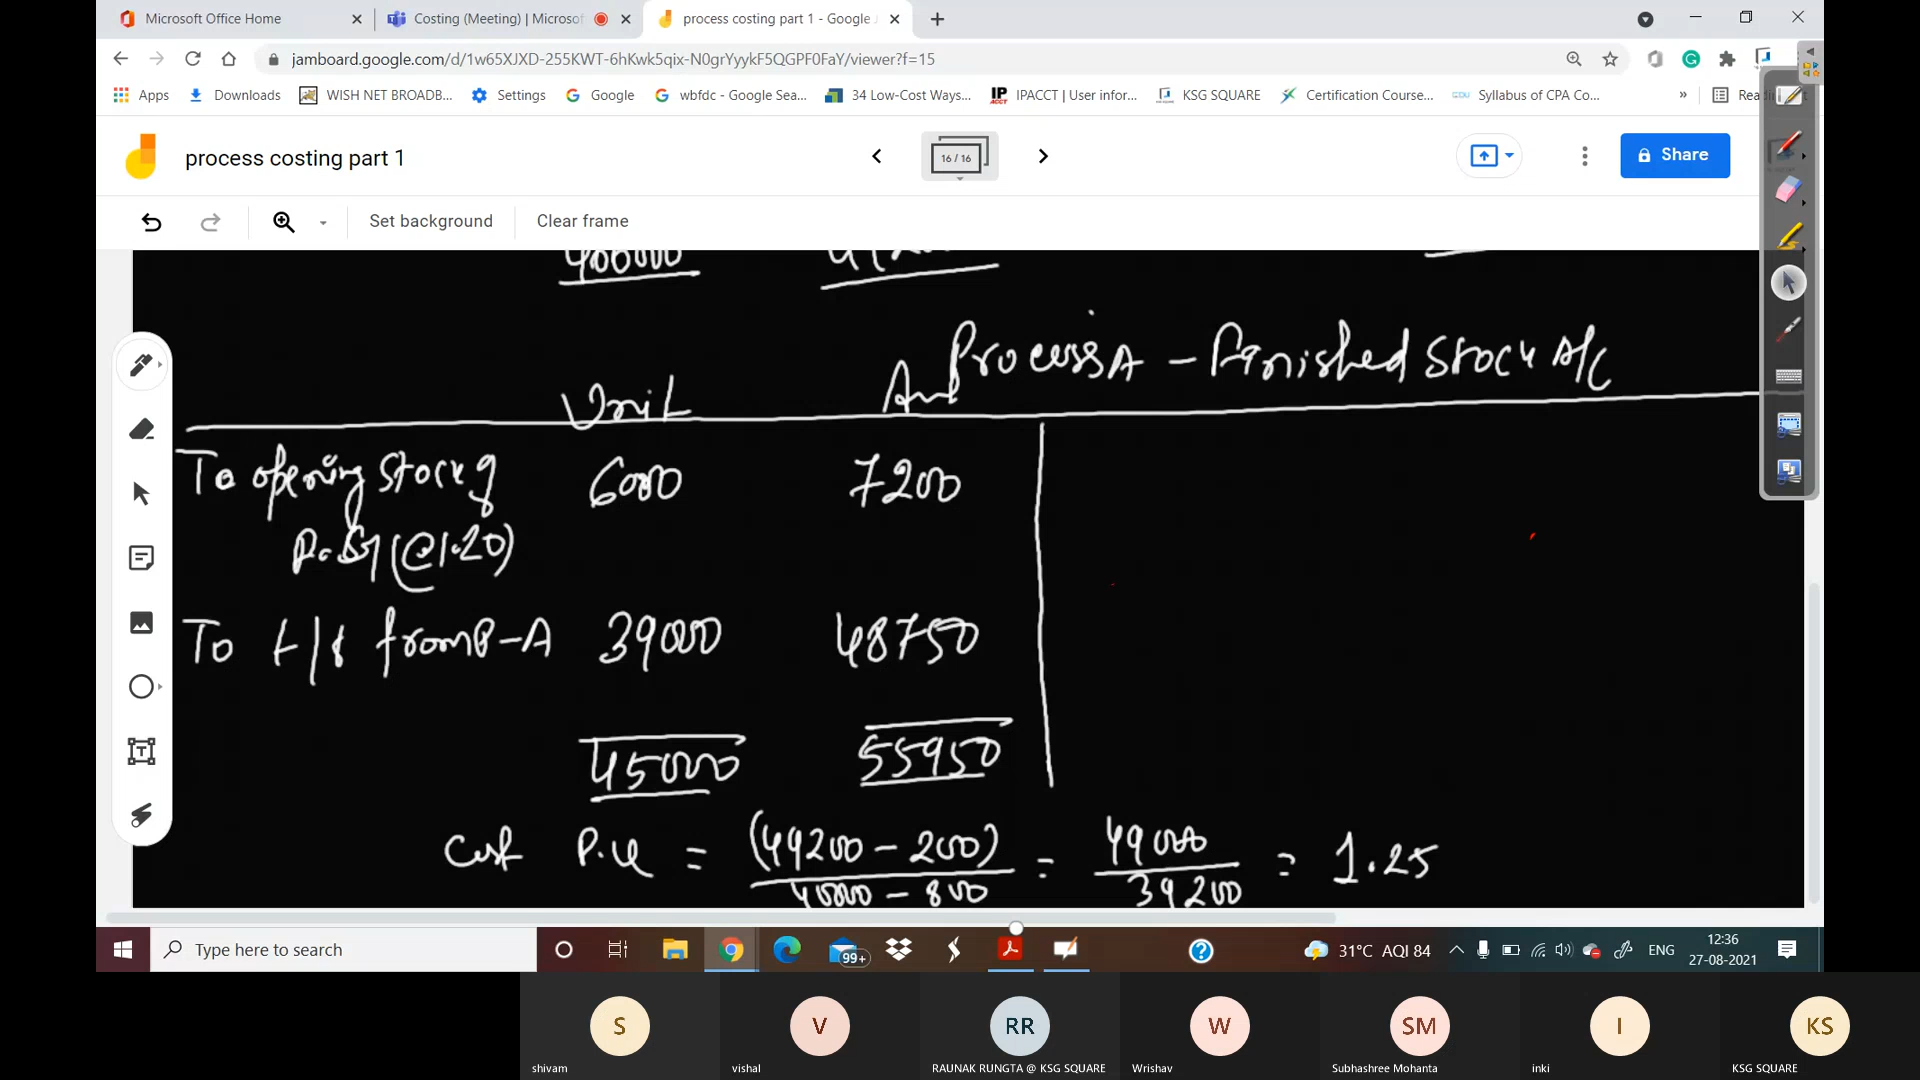 Microsoft Office Home
Costing (Meeting) | Microsof
process costing part 1 - Google J
jamboard.google.com/d/1w65XJXD-255KWT-6hKwk5qix-N0grYyykF5QGPF0FaY/viewer?f=15
Apps Downloads WISH NET BROADB... Settings Google wbfdc - Google Sea... 34 Low-Cost Ways... IPACCT | User infor... KSG SQUARE Certification Course... Syllabus of CPA Co... » Read
process costing part 1
16 / 16
Share
Set background Clear frame
400000
Process A - Finished Stock A/c
Unit Amt
To opening stock of 6000 7200
P.G (@1.20)
To t/f from P-A 39000 48750
45000 55950
Cost P.U = (49200 - 200) = 49000 = 1.25
40000 - 800 39200
Type here to search
99+
31°C AQI 84
ENG
12:36
27-08-2021
S V RR W SM I KS
shivam vishal RAUNAK RUNGTA @ KSG SQUARE Wrishav Subhashree Mohanta inki KSG SQUARE